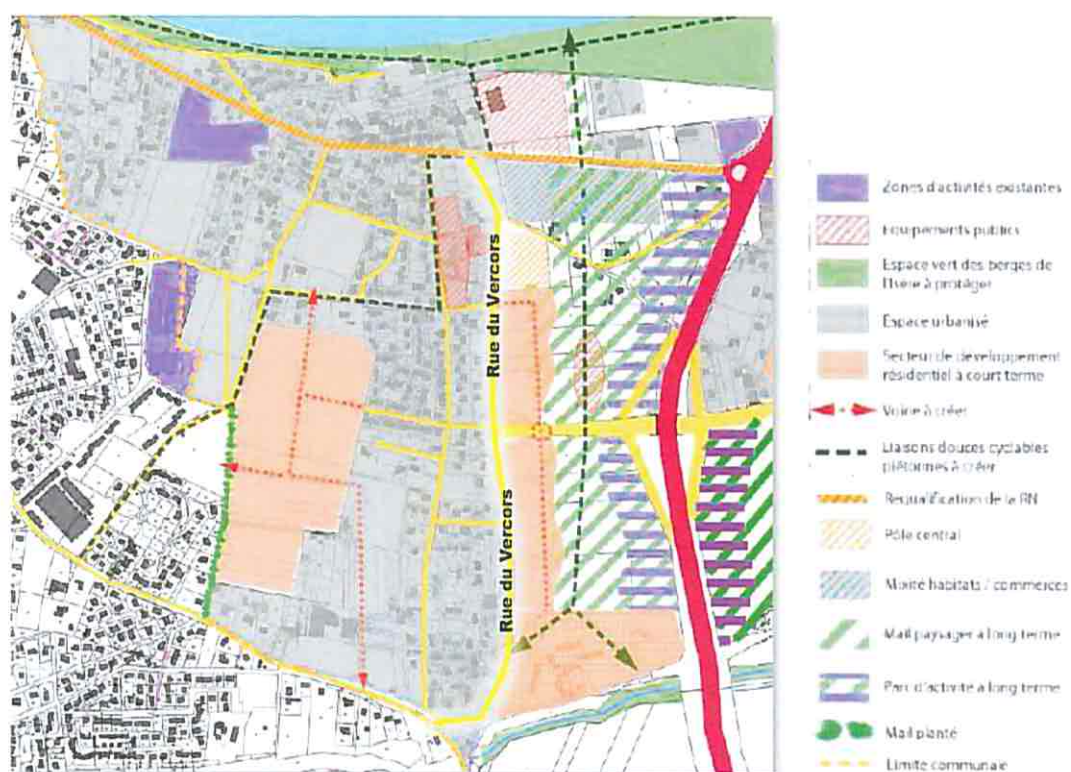 Rue du Vercors
Rue du Vercors
Zones d'activités existantes
Equipements publics
Espace vert des berges de
l'Isère à protéger
Espace urbanisé
Secteur de développement
résidentiel à court terme
Voirie à créer
Liaisons douces cyclables
piétonnes à créer
Requalification de la RN
Pôle central
Mixité habitats / commerces
Mail paysager à long terme
Parc d'activité à long terme
Mail planté
Limite communale